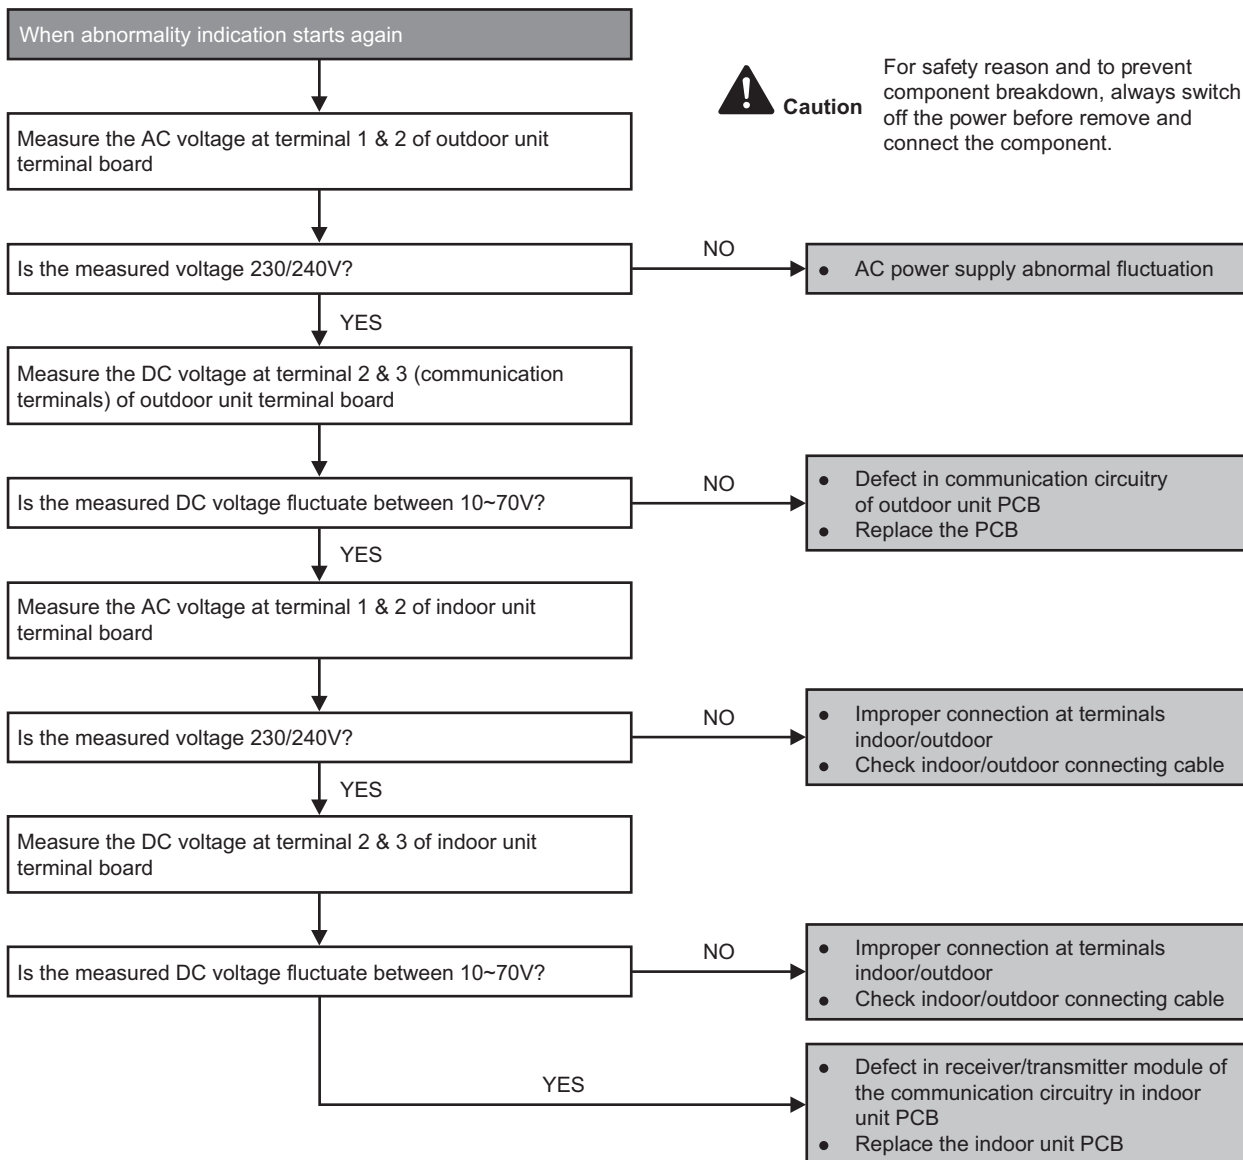 When abnormality indication starts again
For safety reason and to prevent
component breakdown, always switch
off the power before remove and
connect the component.
Caution
Measure the AC voltage at terminal 1 & 2 of outdoor unit
terminal board
Is the measured voltage 230/240V?
NO
● AC power supply abnormal fluctuation
YES
Measure the DC voltage at terminal 2 & 3 (communication
terminals) of outdoor unit terminal board
Is the measured DC voltage fluctuate between 10~70V?
NO
● Defect in communication circuitry
of outdoor unit PCB
● Replace the PCB
YES
Measure the AC voltage at terminal 1 & 2 of indoor unit
terminal board
Is the measured voltage 230/240V?
NO
● Improper connection at terminals
indoor/outdoor
● Check indoor/outdoor connecting cable
YES
Measure the DC voltage at terminal 2 & 3 of indoor unit
terminal board
Is the measured DC voltage fluctuate between 10~70V?
NO
● Improper connection at terminals
indoor/outdoor
● Check indoor/outdoor connecting cable
YES
● Defect in receiver/transmitter module of
the communication circuitry in indoor
unit PCB
● Replace the indoor unit PCB